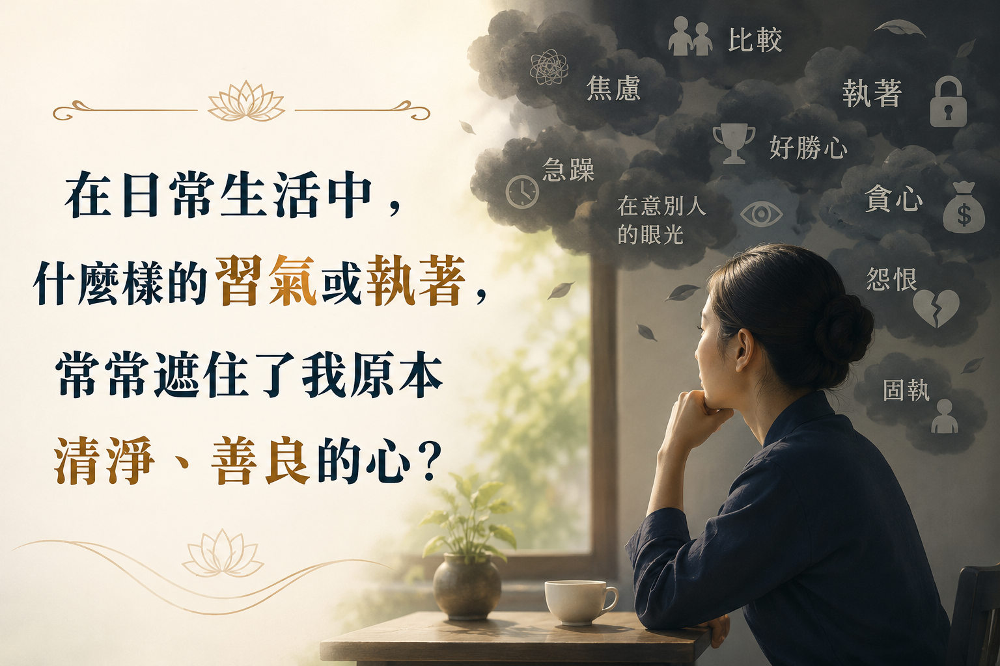 在日常生活中，
什麼樣的習氣或執著，
常常遮住了我原本
清淨、善良的心？
比較
焦慮
執著
好勝心
急躁
在意別人
的眼光
貪心
$
怨恨
固執